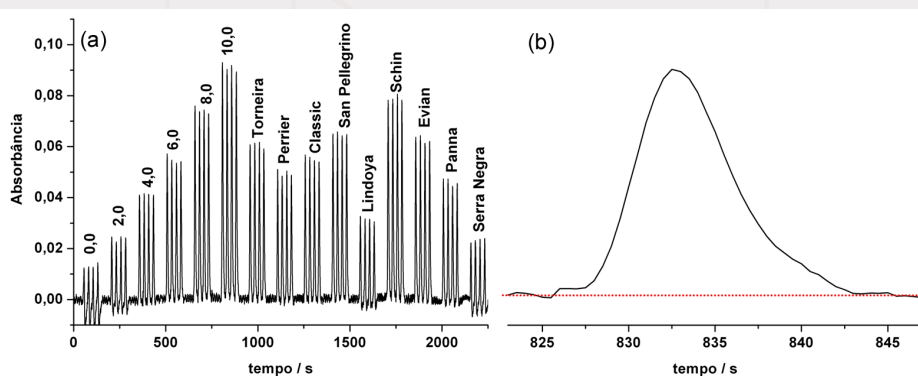 (a)
Absorbância
0,10
0,08
0,06
0,04
0,02
0,00
0,0
2,0
4,0
6,0
8,0
10,0
Torneira
Perrier
Classic
San Pellegrino
Lindoya
Schin
Evian
Panna
Serra Negra
0 500 1000 1500 2000
tempo / s
(b)
825 830 835 840 845
tempo / s